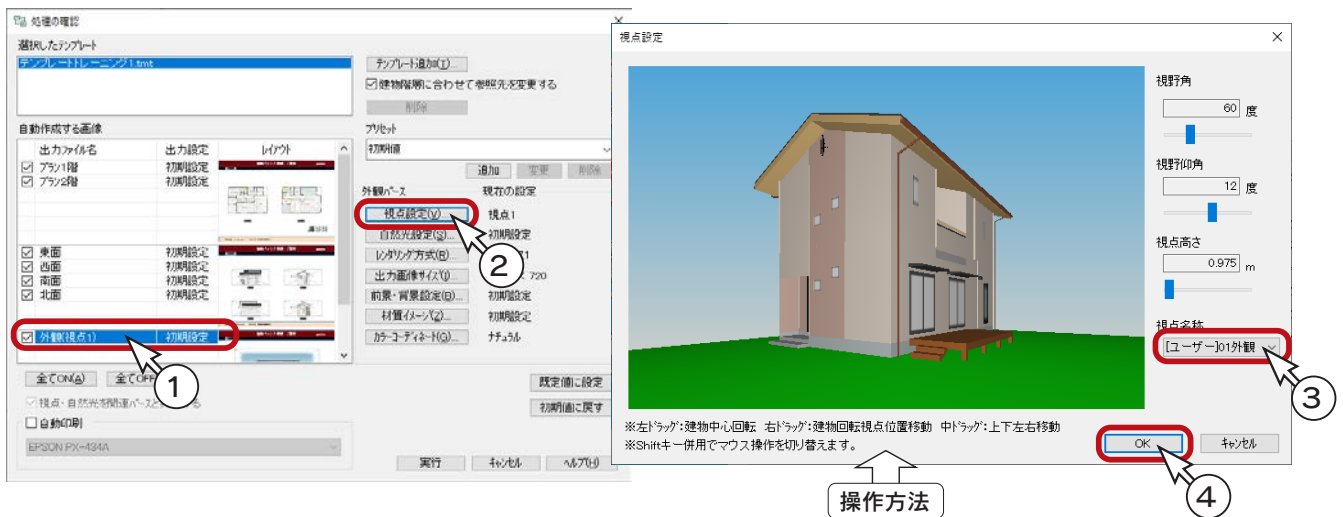 処理の確認
選択したテンプレート
テンプレートトレーニング1.tmt
テンプレート追加(T)...
建物階層に合わせて参照先を変更する
削除
自動作成する画像
出力ファイル名 出力設定 レイアウト
プラン1階 初期設定
プラン2階 初期設定
東面 初期設定
西面 初期設定
南面 初期設定
北面 初期設定
外観(視点1) 初期設定
プリセット
初期値
追加 変更 削除
外観パース 現在の設定
視点設定(V)... 視点1
自然光設定(S)... 初期設定
レンダリング方式(R)...
出力画像サイズ(I)... 720
前景・背景設定(B)... 初期設定
材質イメージ(Z)... 初期設定
カラーコーディネート(G)... ナチュラル
全てON(A) 全てOFF
視点・自然光を関連パースと
自動印刷
EPSON PX-434A
既定値に設定
初期値に戻す
実行 キャンセル ヘルプ(H)
①
②
視点設定
視野角
60 度
視野仰角
12 度
視点高さ
0.975 m
視点名称
[ユーザー]01外観
③
※左ドラッグ:建物中心回転 右ドラッグ:建物回転視点位置移動 中ドラッグ:上下左右移動
※Shiftキー併用でマウス操作を切り替えます。
OK キャンセル
④
操作方法